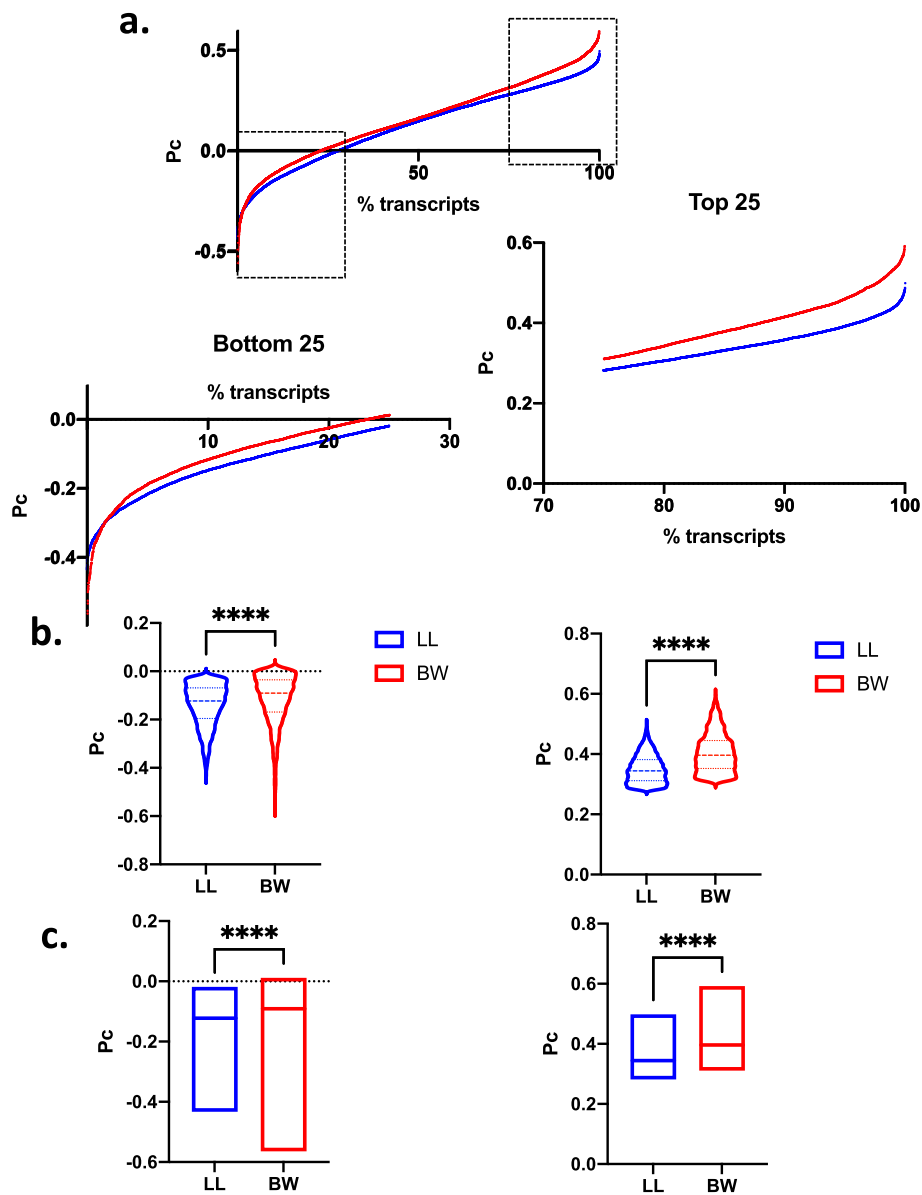 a.
0.5
0.0
-0.5
Pc
50
100
% transcripts
Top 25
0.6
0.4
0.2
0.0
Pc
70
80
90
100
% transcripts
Bottom 25
% transcripts
0.0
-0.2
-0.4
Pc
10
20
30
b.
0.2
0.0
-0.2
-0.4
-0.6
-0.8
Pc
****
LL
BW
LL
BW
0.8
0.6
0.4
0.2
0.0
Pc
****
LL
BW
LL
BW
c.
0.2
0.0
-0.2
-0.4
-0.6
Pc
****
LL
BW
0.8
0.6
0.4
0.2
0.0
Pc
****
LL
BW